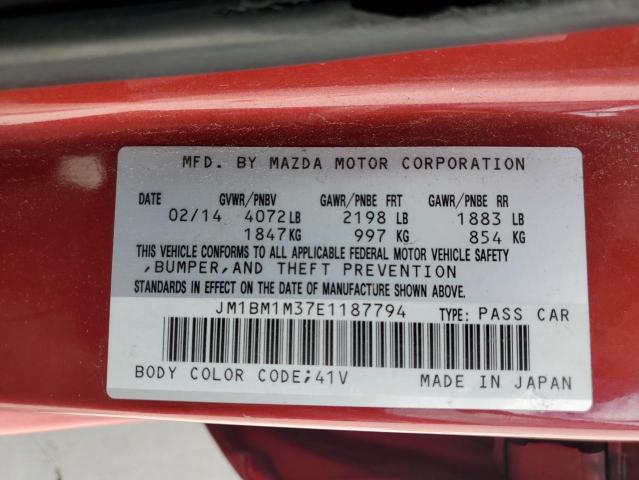 MFD. BY MAZDA MOTOR CORPORATION
DATE GVWR/PNBV GAWR/PNBE FRT GAWR/PNBE RR
02/14 4072LB 2198 LB 1883 LB
1847KG 997 KG 854 KG
THIS VEHICLE CONFORMS TO ALL APPLICABLE FEDERAL MOTOR VEHICLE SAFETY
,BUMPER,AND THEFT PREVENTION
STANDARDS IN EFFECT ON THE DATE OF MANUFACTURE SHOWN ABOVE.
JM1BM1M37E1187794 TYPE: PASS CAR
BODY COLOR CODE;41V MADE IN JAPAN